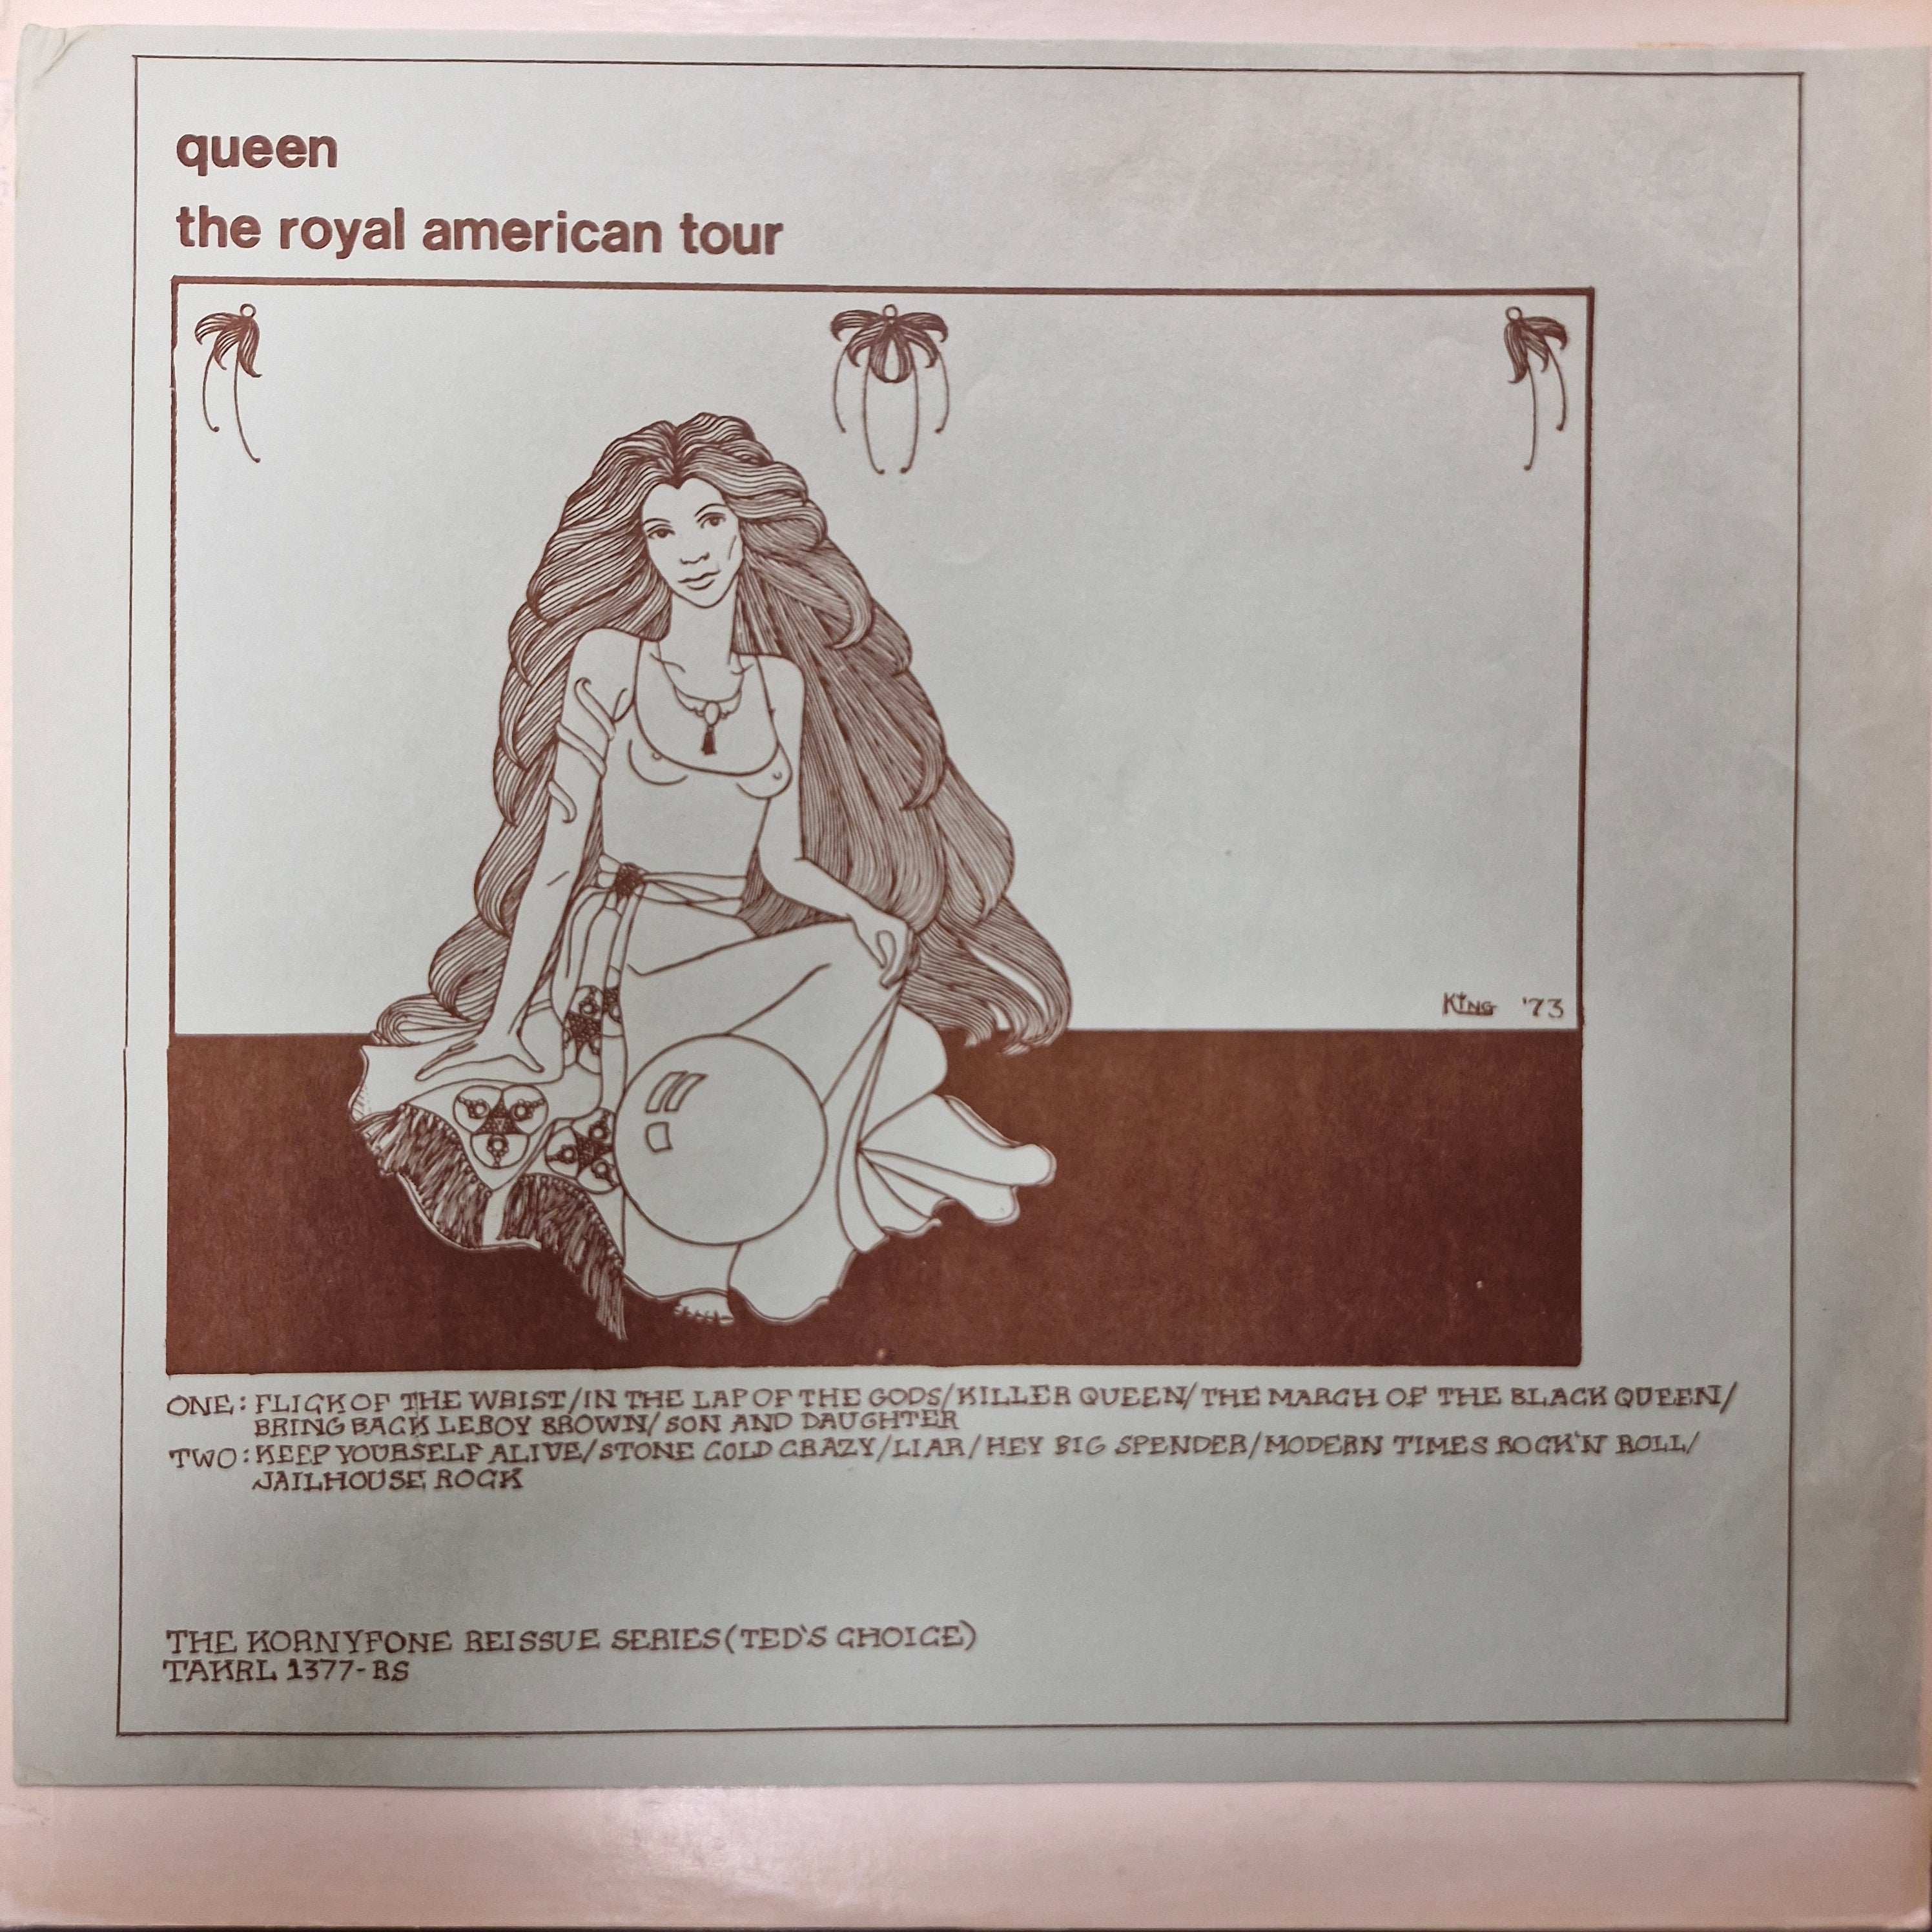 queen
the royal american tour
KING '73
ONE: FLICK OF THE WRIST/IN THE LAP OF THE GODS/KILLER QUEEN/THE MARCH OF THE BLACK QUEEN/
BRING BACK LEROY BROWN/SON AND DAUGHTER
TWO: KEEP YOURSELF ALIVE/STONE COLD CRAZY/LIAR/HEY BIG SPENDER/MODERN TIMES ROCK'N' ROLL/
JAILHOUSE ROCK
THE KORNYFONE REISSUE SERIES (TED'S CHOICE)
TAKRL 1377-RS